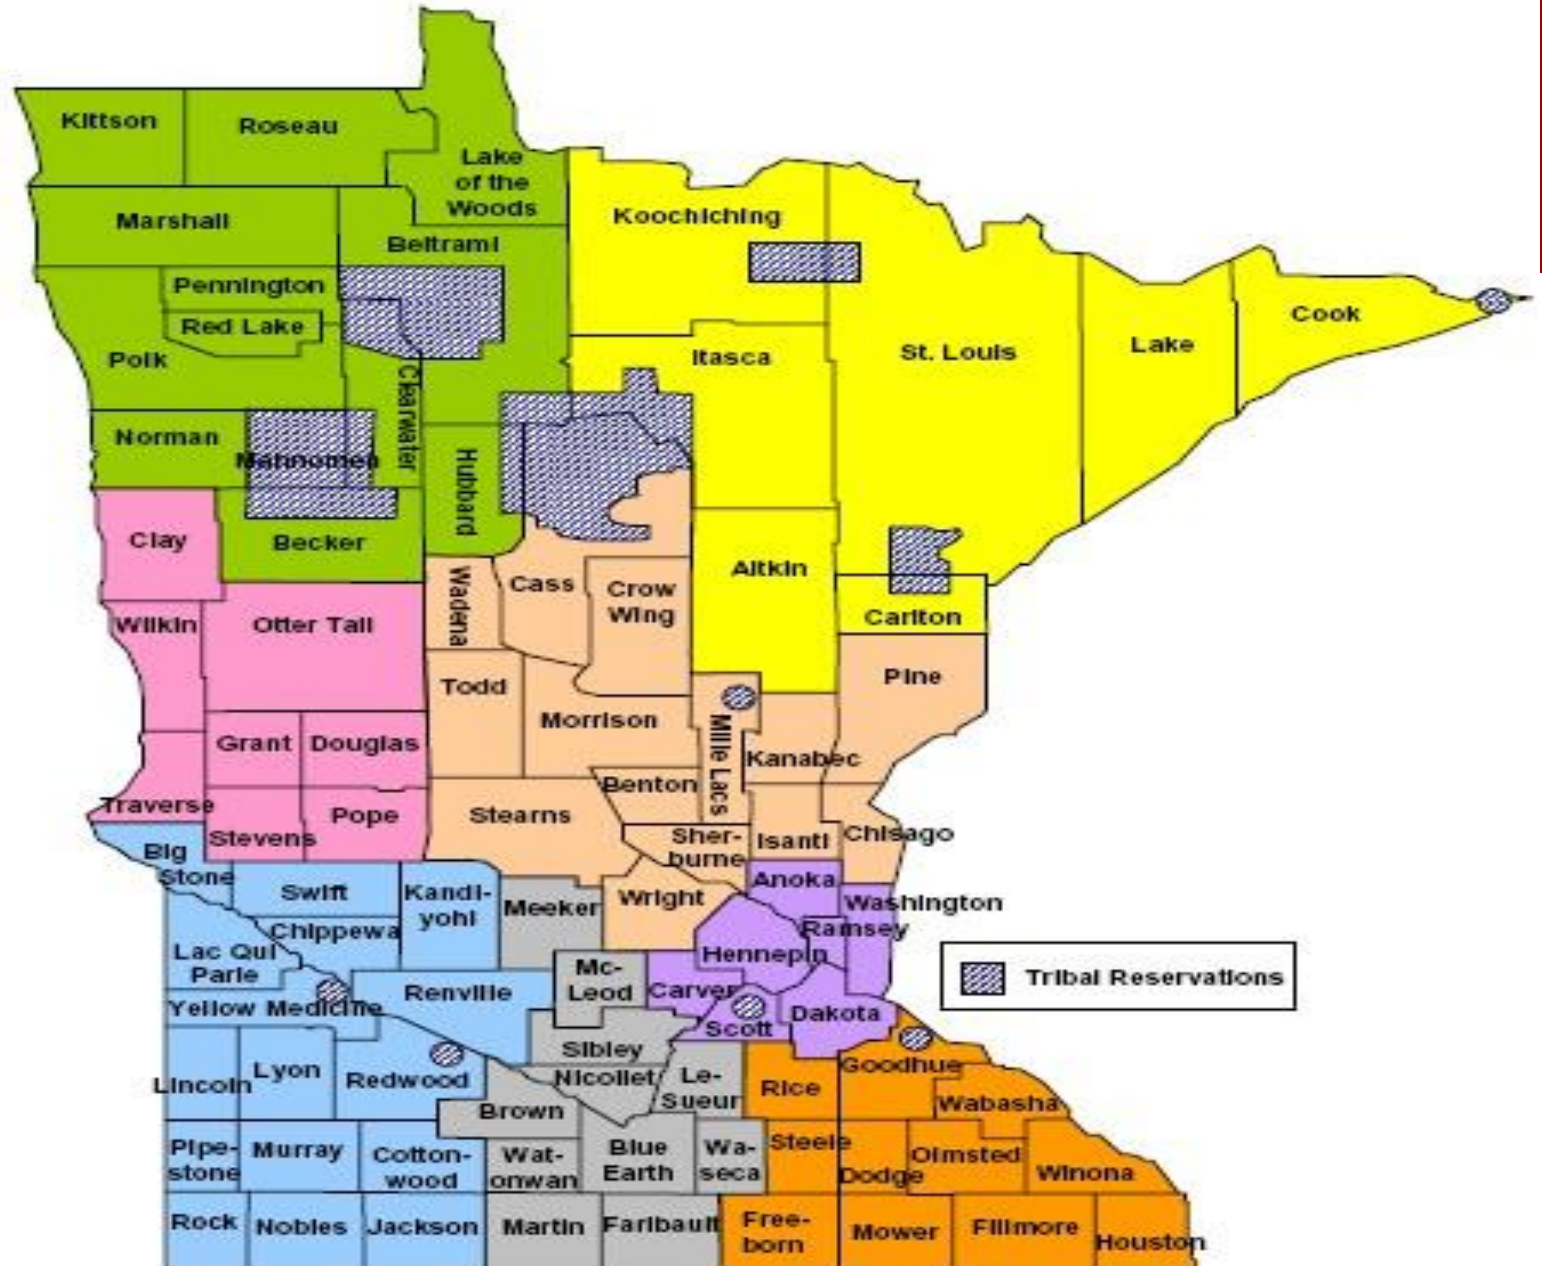 Kittson
Roseau
Lake
of the
Woods
Marshall
Beltrami
Koochiching
Pennington
Red Lake
Polk
Clearwater
Itasca
St. Louis
Lake
Cook
Norman
Mahnomen
Hubbard
Clay
Becker
Wadena
Cass
Crow
Wing
Aitkin
Carlton
Wilkin
Otter Tail
Todd
Morrison
Mille Lacs
Pine
Kanabec
Grant
Douglas
Traverse
Stevens
Pope
Stearns
Benton
Sher-
burne
Isanti
Chisago
Big
Stone
Swift
Kandi-
yohi
Meeker
Wright
Anoka
Washington
Ramsey
Hennepin
Chippewa
Lac Qui
Parle
Yellow Medicine
Renville
Mc-
Leod
Carver
Scott
Dakota
Tribal Reservations
Goodhue
Sibley
Nicollet
Le-
Sueur
Rice
Wabasha
Lincoln
Lyon
Redwood
Brown
Pipe-
stone
Murray
Cotton-
wood
Wat-
onwan
Blue
Earth
Wa-
seca
Steele
Dodge
Olmsted
Winona
Rock
Nobles
Jackson
Martin
Faribault
Free-
born
Mower
Fillmore
Houston